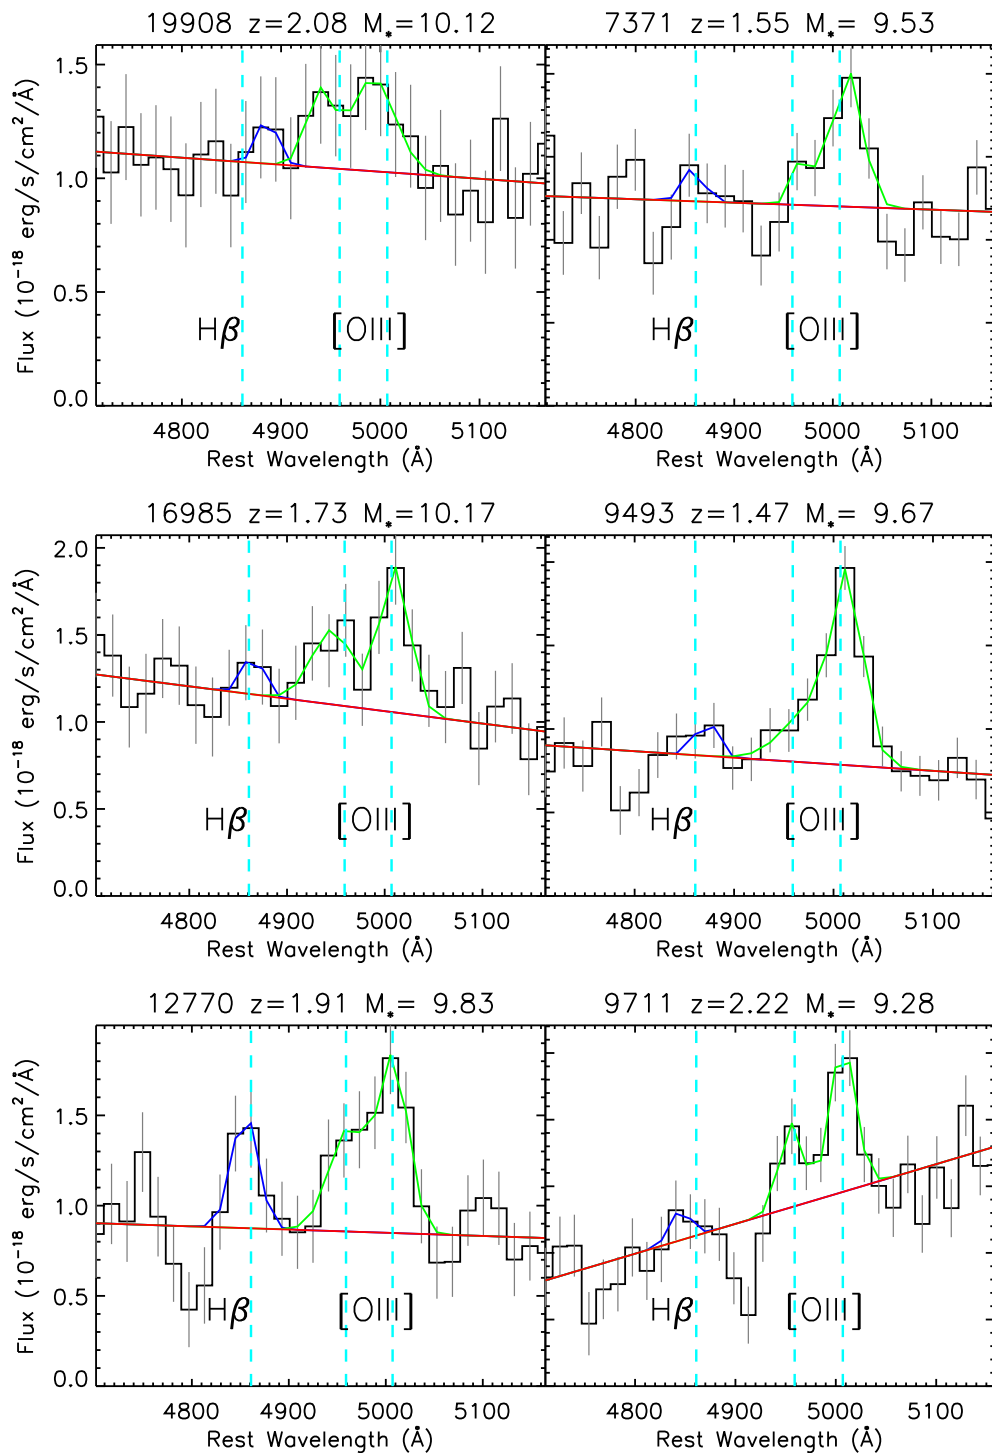 19908 z=2.08 M*=10.12
7371 z=1.55 M*= 9.53
Flux (10⁻¹⁸ erg/s/cm²/Å)
1.5
1.0
0.5
0.0
Hβ
[OIII]
Hβ
[OIII]
4800 4900 5000 5100
4800 4900 5000 5100
Rest Wavelength (Å)
Rest Wavelength (Å)
16985 z=1.73 M*=10.17
9493 z=1.47 M*= 9.67
Flux (10⁻¹⁸ erg/s/cm²/Å)
2.0
1.5
1.0
0.5
0.0
Hβ
[OIII]
Hβ
[OIII]
4800 4900 5000 5100
4800 4900 5000 5100
Rest Wavelength (Å)
Rest Wavelength (Å)
12770 z=1.91 M*= 9.83
9711 z=2.22 M*= 9.28
Flux (10⁻¹⁸ erg/s/cm²/Å)
1.5
1.0
0.5
0.0
Hβ
[OIII]
Hβ
[OIII]
4800 4900 5000 5100
4800 4900 5000 5100
Rest Wavelength (Å)
Rest Wavelength (Å)